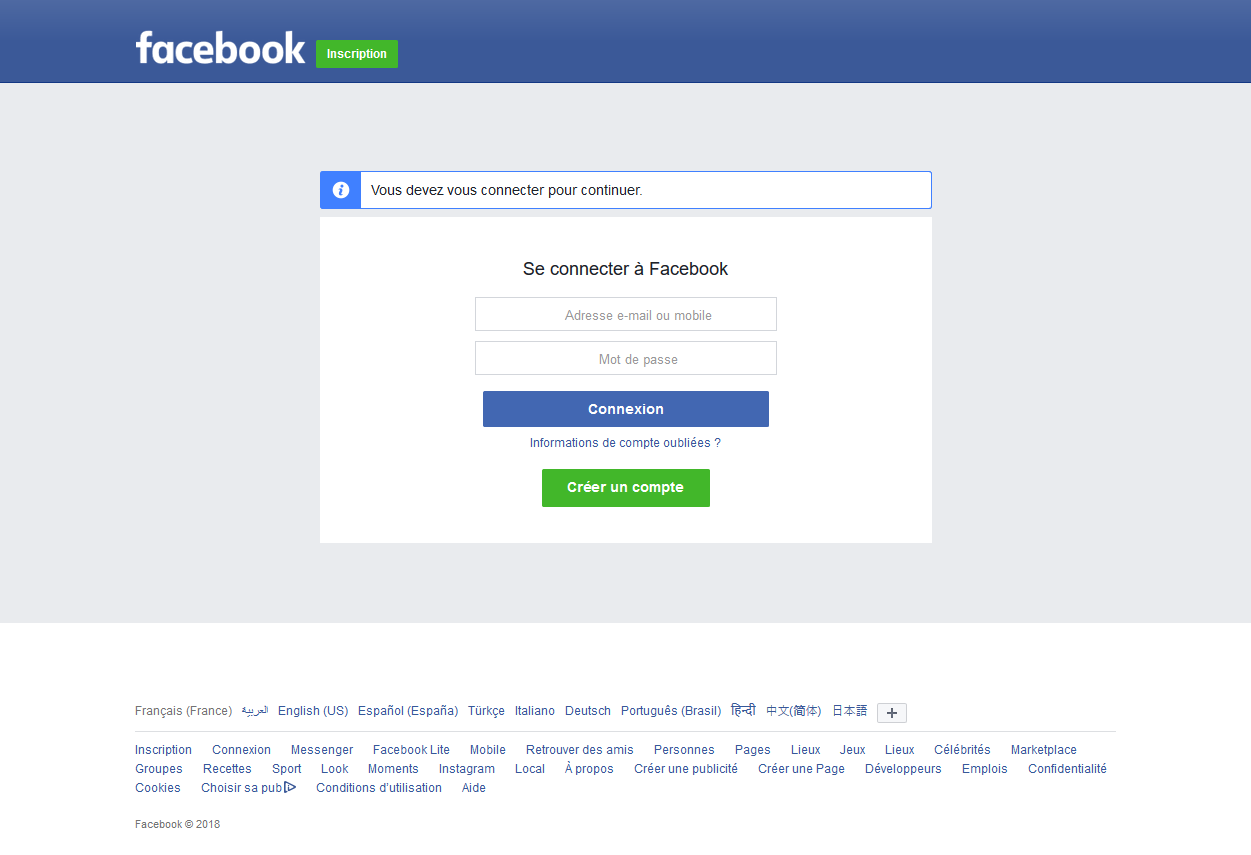 facebook Inscription
Vous devez vous connecter pour continuer.
Se connecter à Facebook
Adresse e-mail ou mobile
Mot de passe
Connexion
Informations de compte oubliées ?
Créer un compte
Français (France) العربية English (US) Español (España) Türkçe Italiano Deutsch Português (Brasil) हिन्दी 中文(简体) 日本語
Inscription Connexion Messenger Facebook Lite Mobile Retrouver des amis Personnes Pages Lieux Jeux Lieux Célébrités Marketplace
Groupes Recettes Sport Look Moments Instagram Local À propos Créer une publicité Créer une Page Développeurs Emplois Confidentialité
Cookies Choisir sa pub Conditions d’utilisation Aide
Facebook © 2018